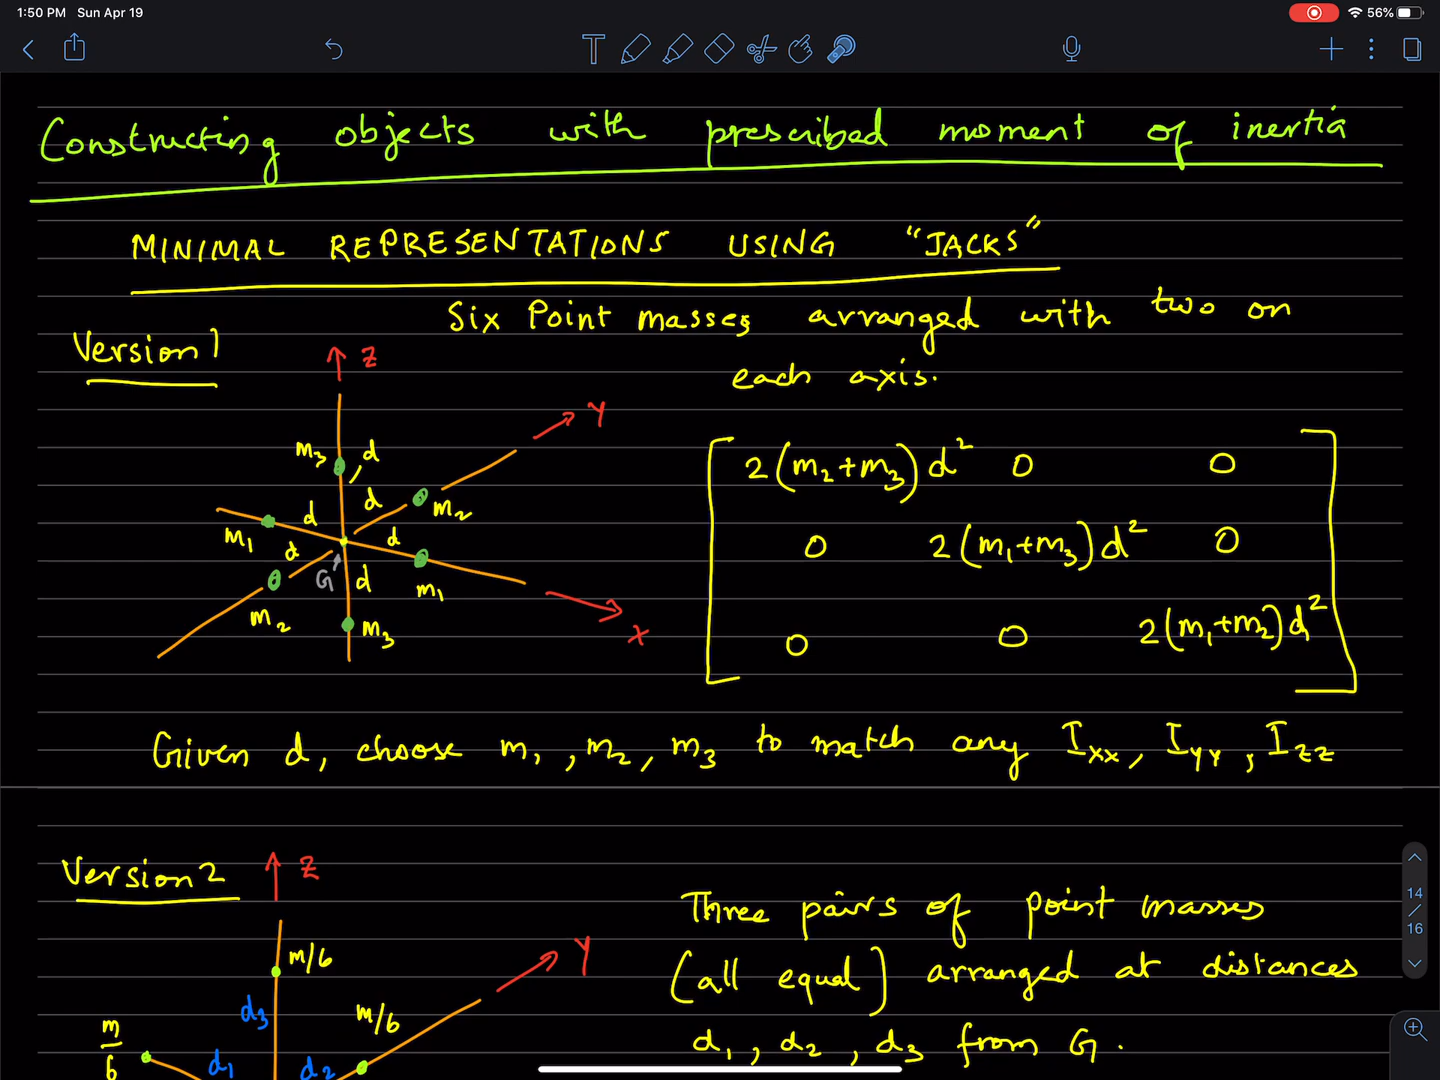 1:50 PM Sun Apr 19
56%
Constructing objects with prescribed moment of inertia
MINIMAL REPRESENTATIONS USING "JACKS"
Six Point masses arranged with two on
each axis.
Version 1
Z
Y
X
m₃ d
d m₂
m₁ d d
d G d m₁
m₂ m₃
2(m₂+m₃)d² 0 0
0 2(m₁+m₃)d² 0
0 0 2(m₁+m₂)d²
Given d, choose m₁, m₂, m₃ to match any Ixx, Iyy, Izz
Version 2
Z
Y
m/6
d₃ m/6
m/6 d₁ d₂
Three pairs of point masses
(all equal) arranged at distances
d₁, d₂, d₃ from G.
14
/
16